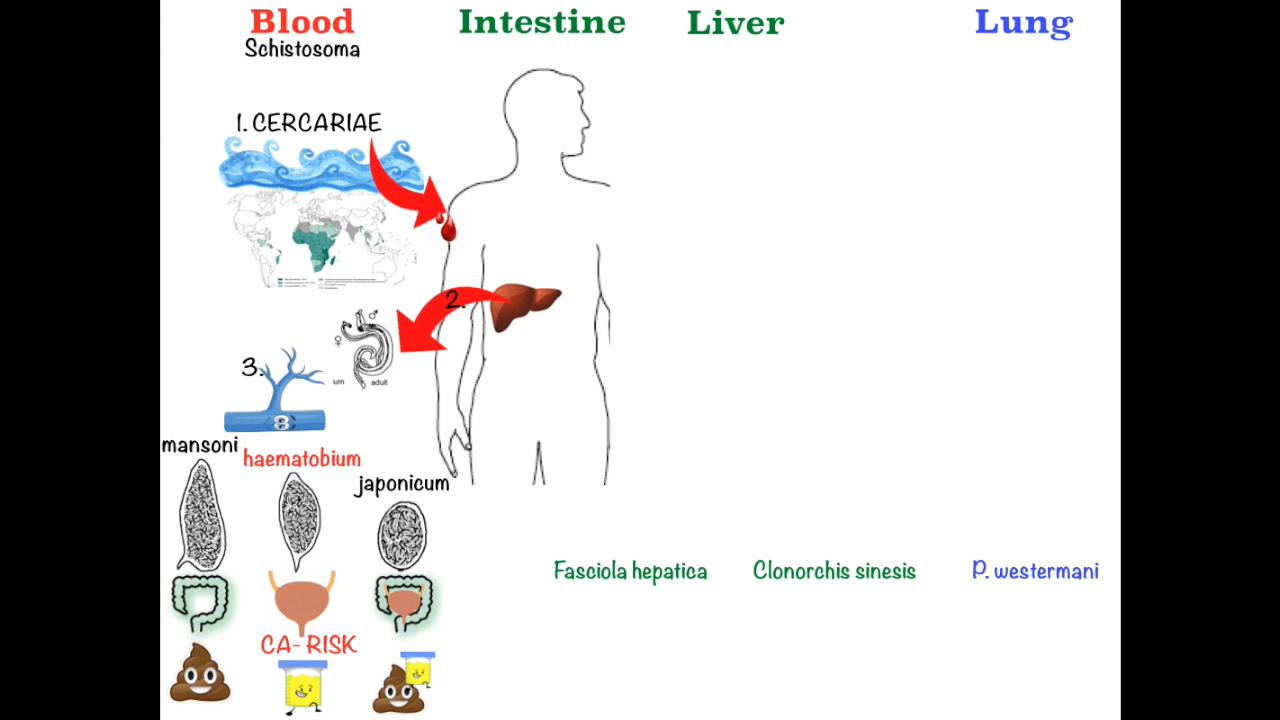 Blood
Intestine
Liver
Lung
Schistosoma
1. CERCARIAE
2.
um
adult
3.
mansoni
haematobium
japonicum
Fasciola hepatica
Clonorchis sinesis
P. westermani
CA- RISK